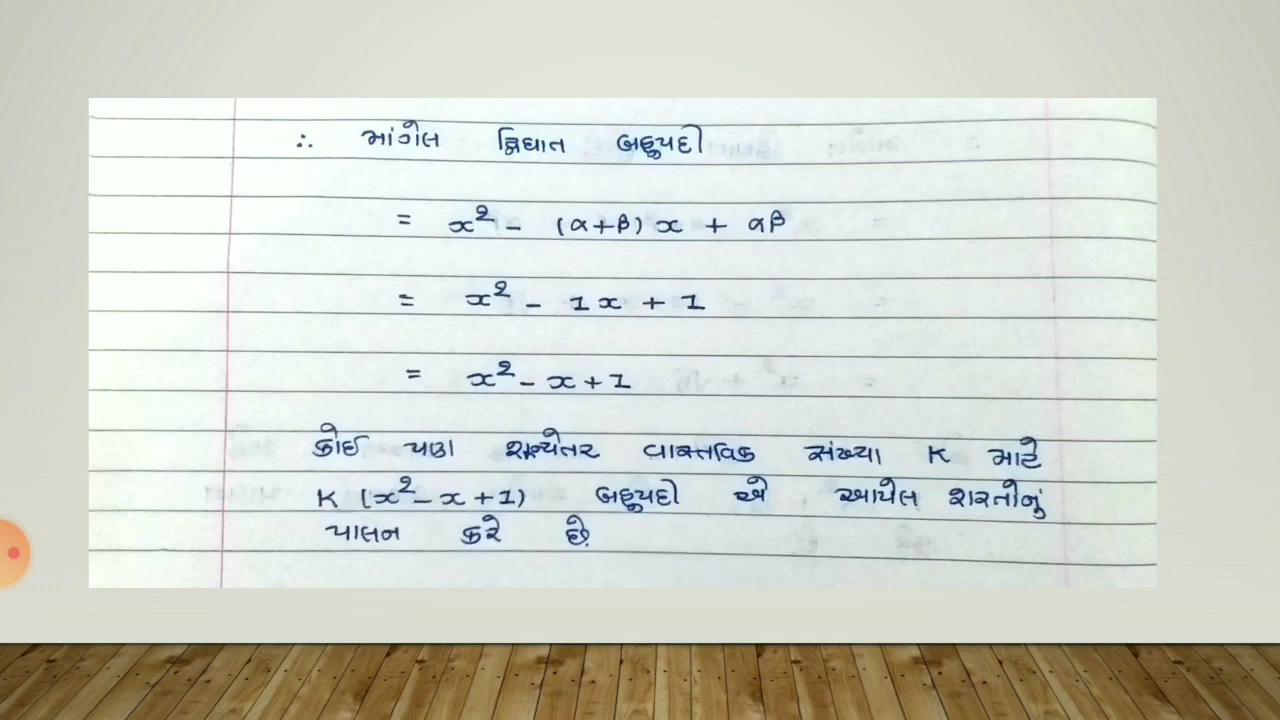 ∴ માંગેલ દ્વિઘાત બહુપદી
= x² - (α+β)x + αβ
= x² - 1x + 1
= x² - x + 1
કોઈ પણ શૂન્યેતર વાસ્તવિક સંખ્યા K માટે
K (x² - x + 1) બહુપદી એ આપેલ શરતોનું
પાલન કરે છે.